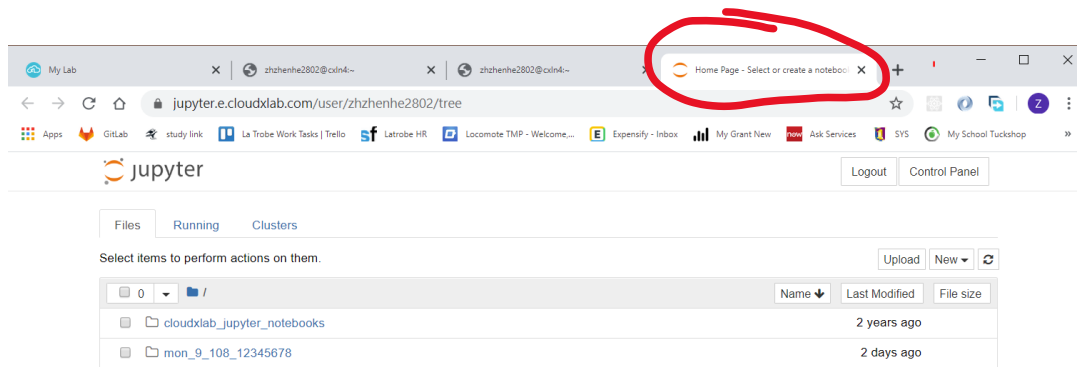 My Lab
zhzhenhe2802@cxln4:~
zhzhenhe2802@cxln4:~
Home Page - Select or create a notebook
jupyter.e.cloudxlab.com/user/zhzhenhe2802/tree
Z
Apps GitLab study link La Trobe Work Tasks | Trello sf Latrobe HR Locomote TMP - Welcome,... E Expensify - Inbox My Grant New now Ask Services SYS My School Tuckshop »
jupyter Logout Control Panel
Files Running Clusters
Select items to perform actions on them. Upload New
0 / Name Last Modified File size
cloudxlab_jupyter_notebooks 2 years ago
mon_9_108_12345678 2 days ago